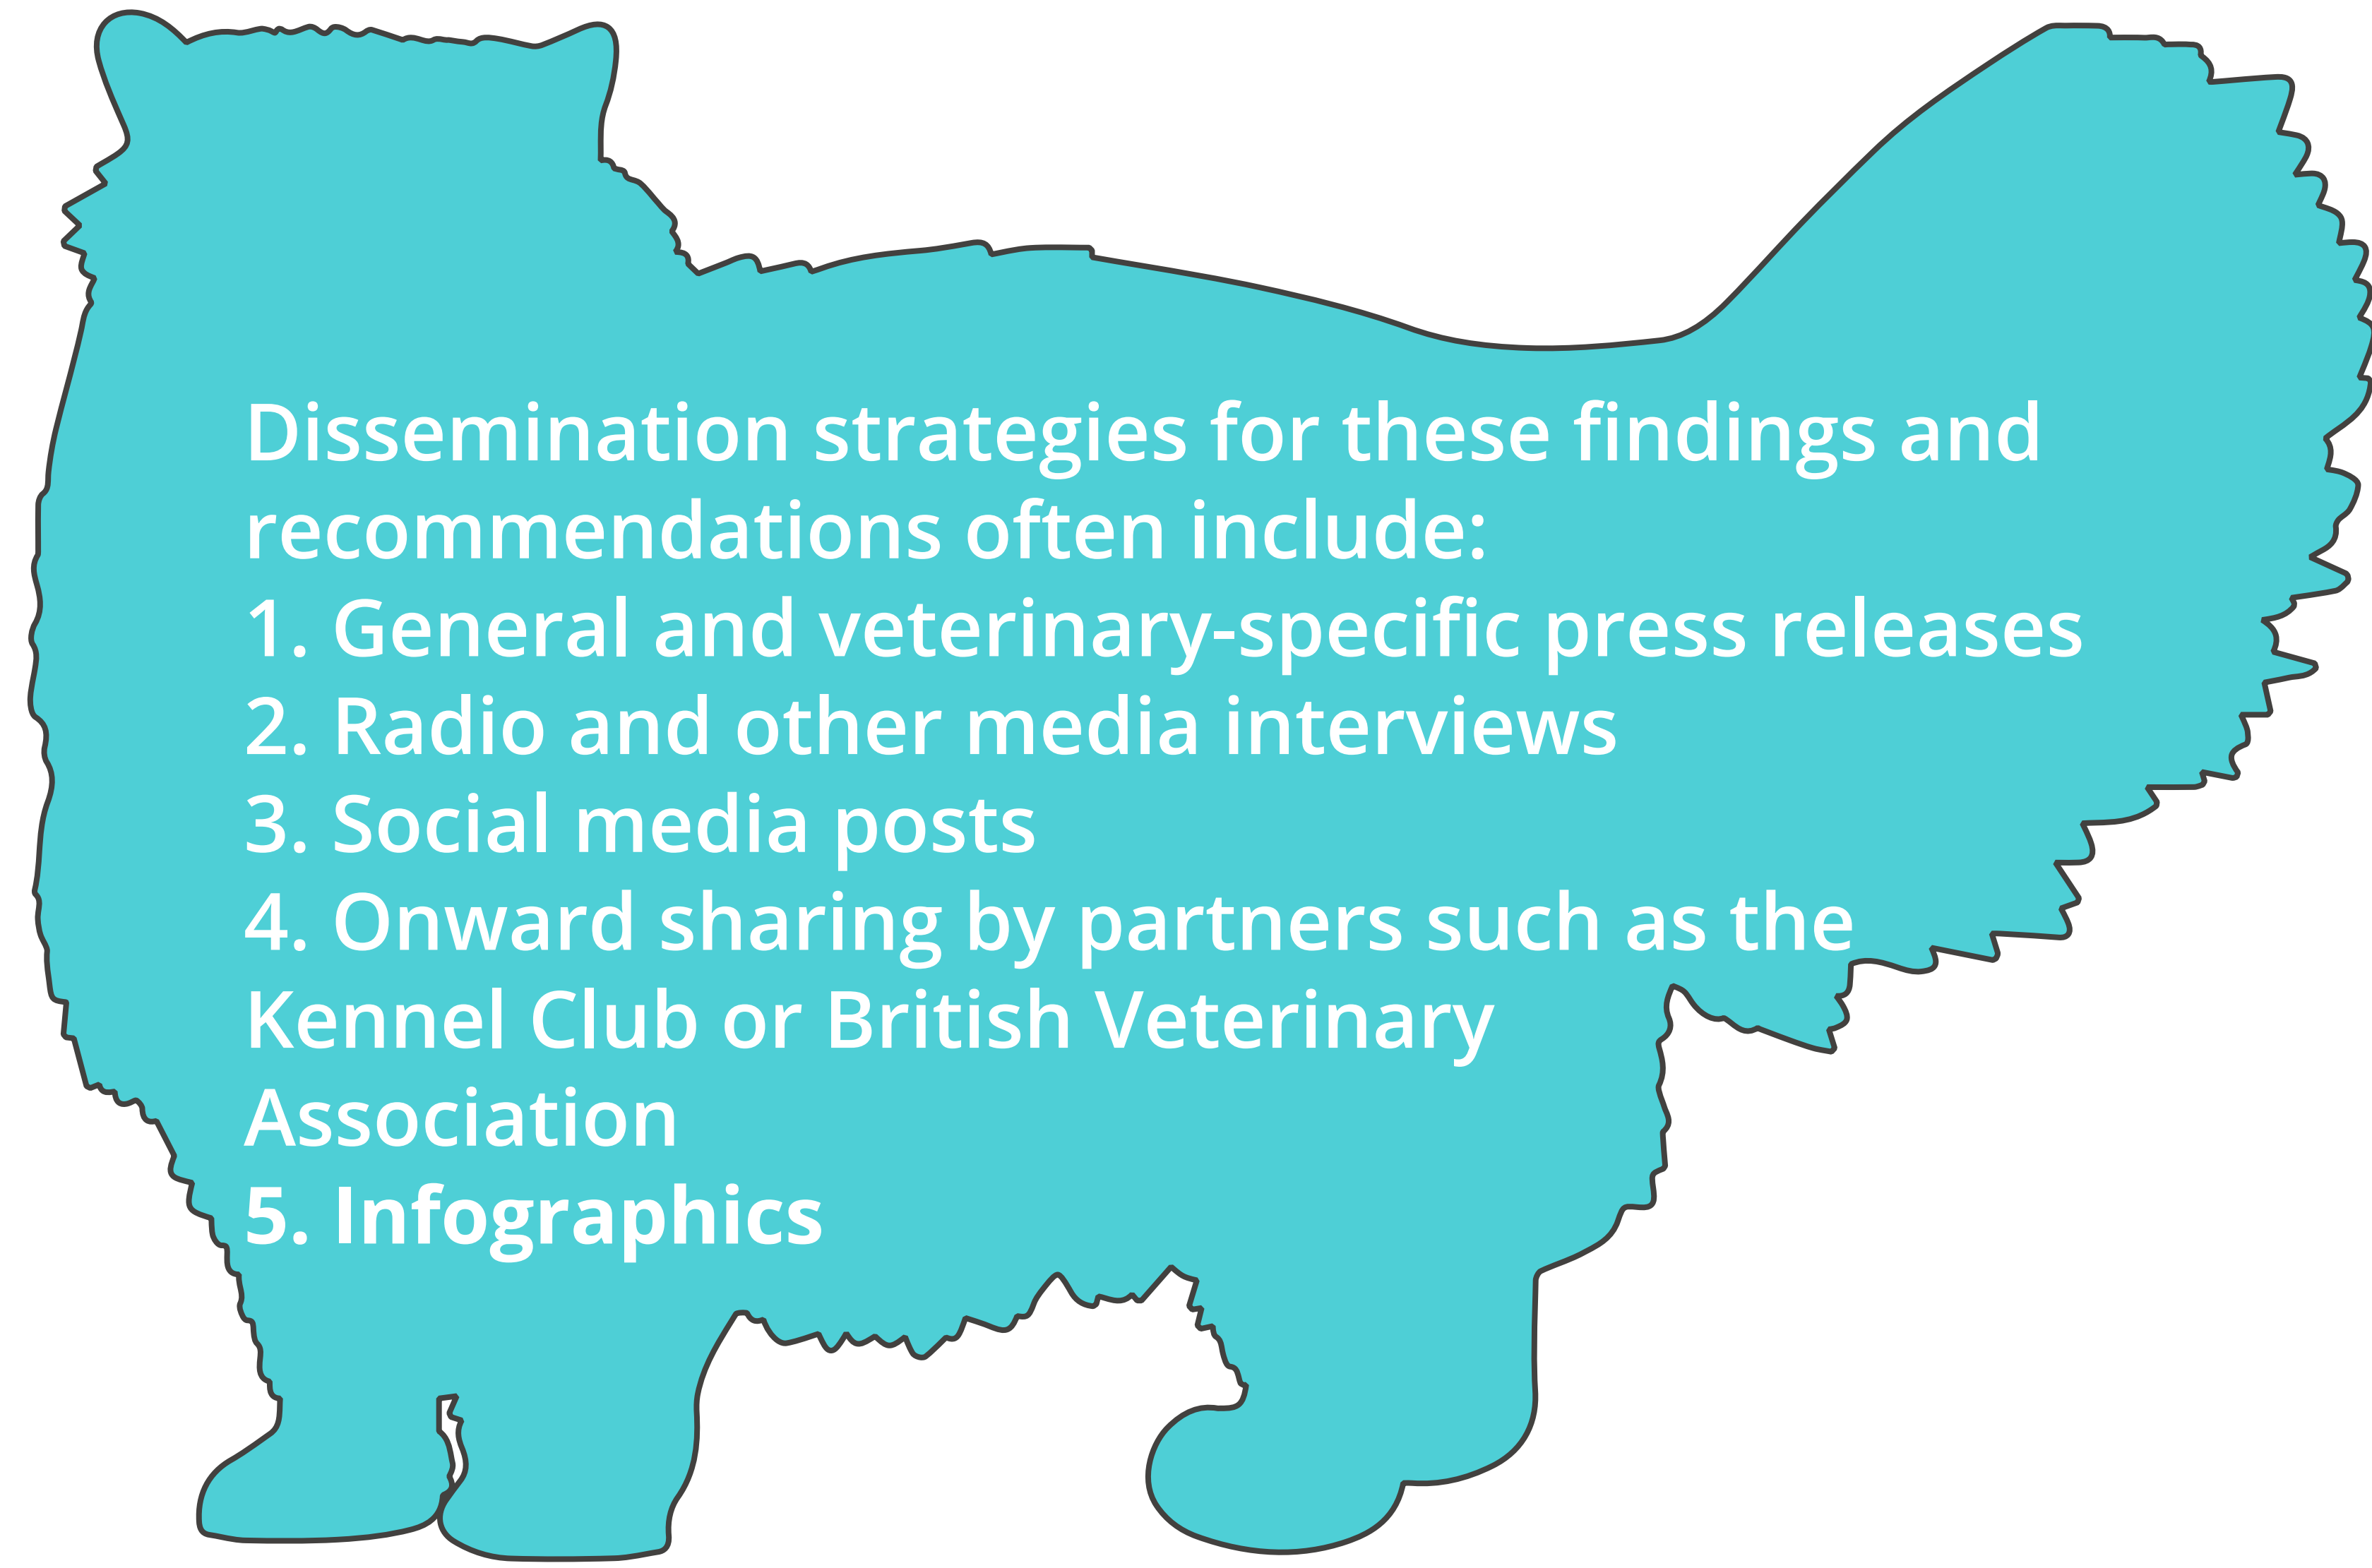 Dissemination strategies for these findings and
recommendations often include:
1. General and veterinary-specific press releases
2. Radio and other media interviews
3. Social media posts
4. Onward sharing by partners such as the
Kennel Club or British Veterinary
Association
5. Infographics